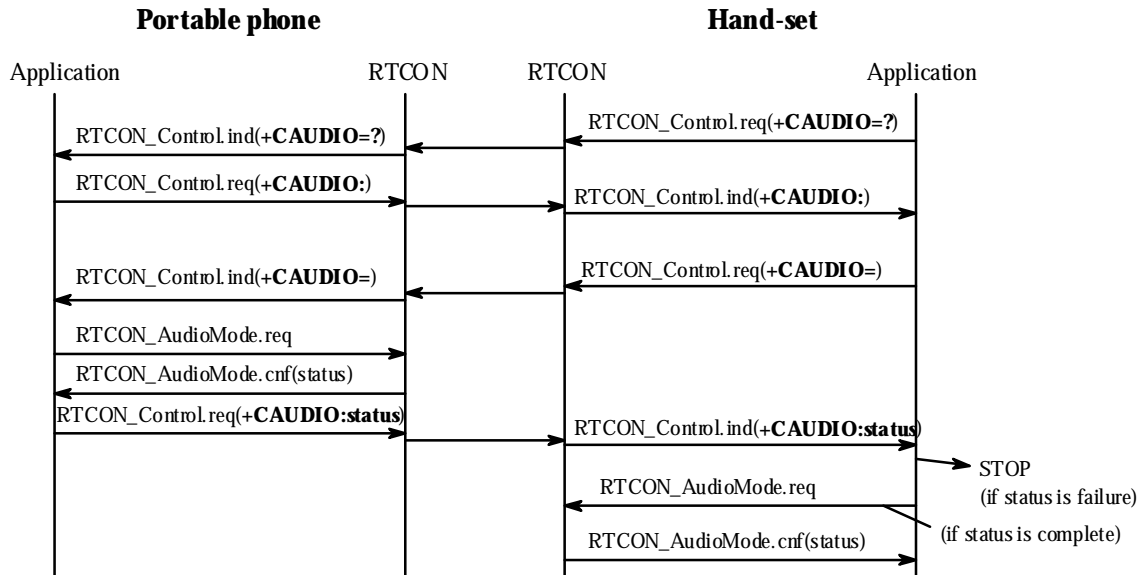 Portable phone Hand-set
Application RTCON RTCON Application
RTCON_Control.req(+CAUDIO=?)
RTCON_Control.ind(+CAUDIO=?)
RTCON_Control.req(+CAUDIO:)
RTCON_Control.ind(+CAUDIO:)
RTCON_Control.req(+CAUDIO=)
RTCON_Control.ind(+CAUDIO=)
RTCON_AudioMode.req
RTCON_AudioMode.cnf(status)
RTCON_Control.req(+CAUDIO:status)
RTCON_Control.ind(+CAUDIO:status)
STOP
(if status is failure)
RTCON_AudioMode.req
(if status is complete)
RTCON_AudioMode.cnf(status)